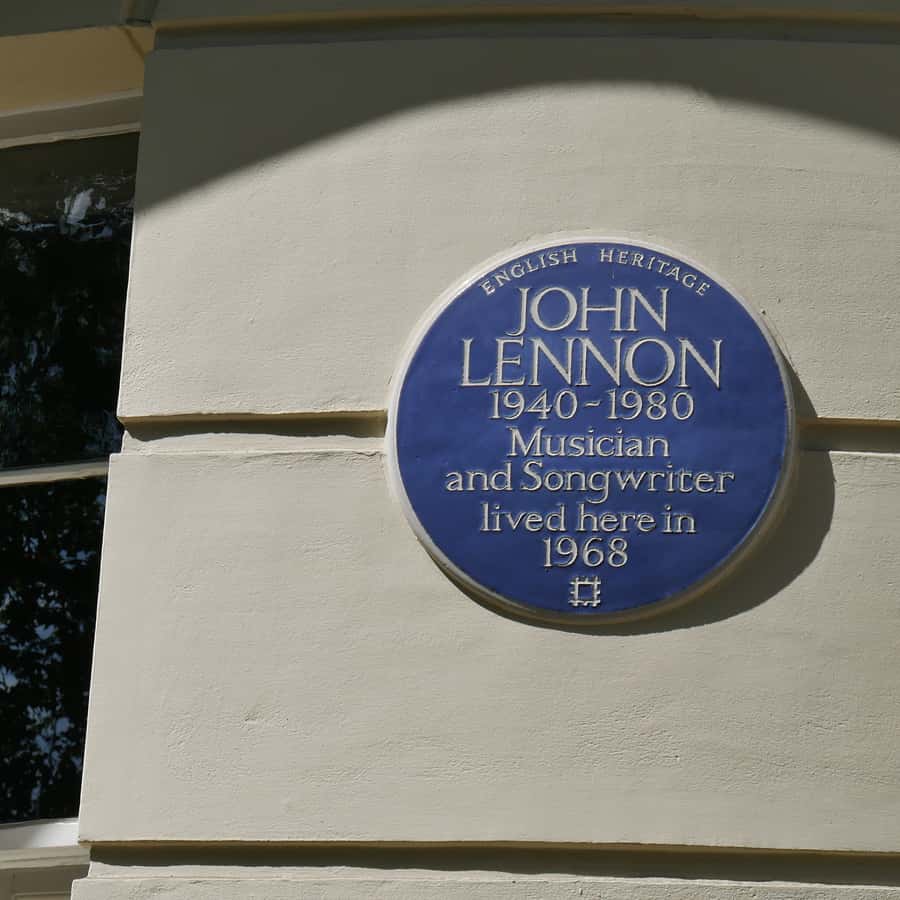 ENGLISH HERITAGE
JOHN
LENNON
1940-1980
Musician
and Songwriter
lived here in
1968